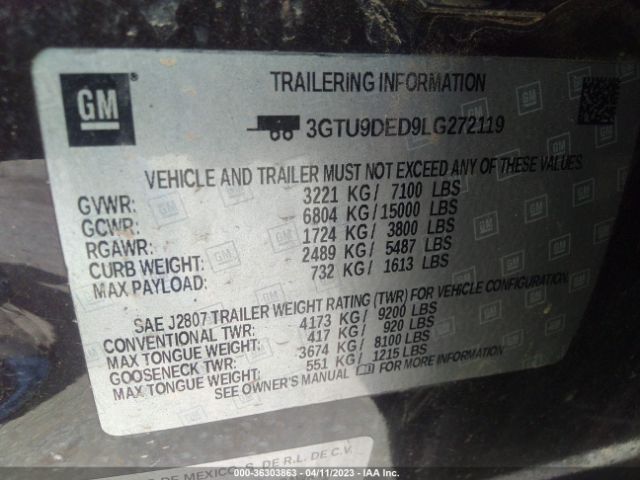 GM ®
TRAILERING INFORMATION
3GTU9DED9LG272119
VEHICLE AND TRAILER MUST NOT EXCEED ANY OF THESE VALUES.
GVWR: 3221 KG / 7100 LBS
GCWR: 6804 KG / 15000 LBS
RGAWR: 1724 KG / 3800 LBS
CURB WEIGHT: 2489 KG / 5487 LBS
MAX PAYLOAD: 732 KG / 1613 LBS
SAE J2807 TRAILER WEIGHT RATING (TWR) FOR VEHICLE CONFIGURATION.
CONVENTIONAL TWR: 4173 KG / 9200 LBS
MAX TONGUE WEIGHT: 417 KG / 920 LBS
GOOSENECK TWR: 3674 KG / 8100 LBS
MAX TONGUE WEIGHT: 551 KG / 1215 LBS
SEE OWNER'S MANUAL FOR MORE INFORMATION
DE MEXICO, S. DE R.L. DE C.V.
000-36303863 - 04/11/2023 - IAA Inc.